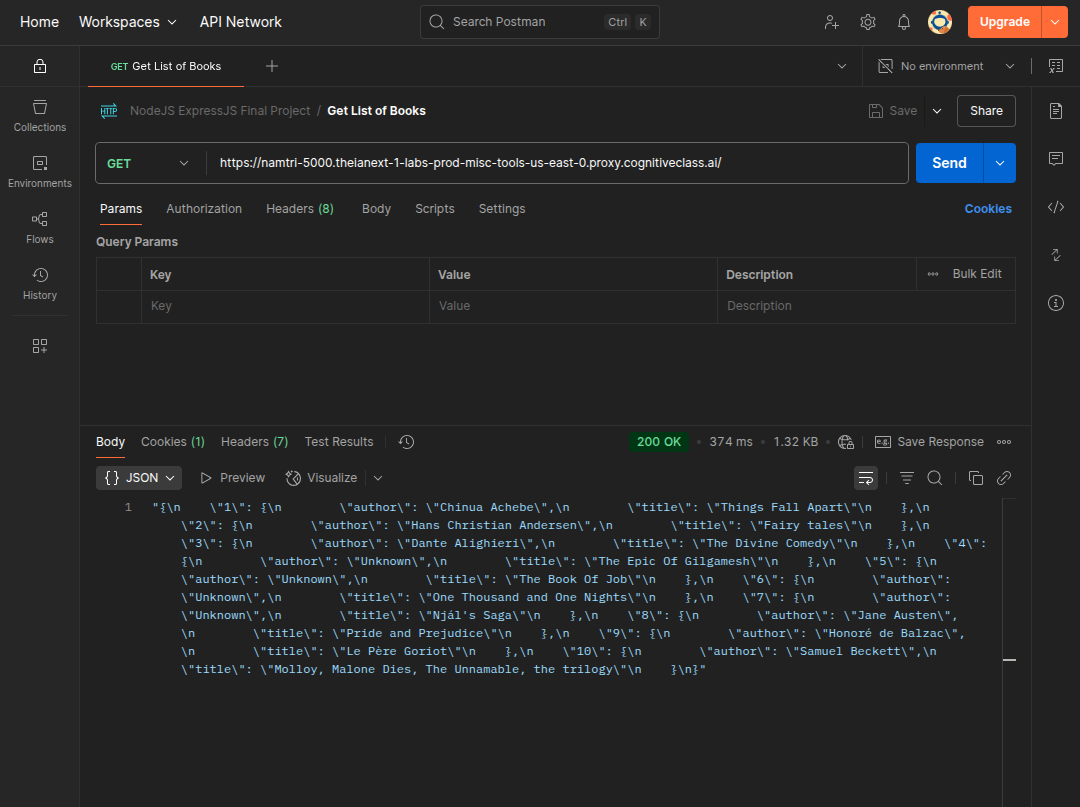 Home Workspaces API Network Search Postman Ctrl K Upgrade
GET Get List of Books No environment
HTTP NodeJS ExpressJS Final Project / Get List of Books Save Share
GET https://namtri-5000.theianext-1-labs-prod-misc-tools-us-east-0.proxy.cognitiveclass.ai/ Send
Collections
Environments
Flows
History
Params Authorization Headers (8) Body Scripts Settings Cookies
Query Params
Key Value Description Bulk Edit
Key Value Description
Body Cookies (1) Headers (7) Test Results 200 OK • 374 ms • 1.32 KB • e.g. Save Response
{} JSON Preview Visualize
1 "{\n    \"1\": {\n        \"author\": \"Chinua Achebe\",\n        \"title\": \"Things Fall Apart\"\n    },\n
\"2\": {\n        \"author\": \"Hans Christian Andersen\",\n        \"title\": \"Fairy tales\"\n    },\n
\"3\": {\n        \"author\": \"Dante Alighieri\",\n        \"title\": \"The Divine Comedy\"\n    },\n    \"4\":
{\n        \"author\": \"Unknown\",\n        \"title\": \"The Epic Of Gilgamesh\"\n    },\n    \"5\": {\n
\"author\": \"Unknown\",\n        \"title\": \"The Book Of Job\"\n    },\n    \"6\": {\n        \"author\":
\"Unknown\",\n        \"title\": \"One Thousand and One Nights\"\n    },\n    \"7\": {\n        \"author\":
\"Unknown\",\n        \"title\": \"Njál's Saga\"\n    },\n    \"8\": {\n        \"author\": \"Jane Austen\",
\n        \"title\": \"Pride and Prejudice\"\n    },\n    \"9\": {\n        \"author\": \"Honoré de Balzac\",
\n        \"title\": \"Le Père Goriot\"\n    },\n    \"10\": {\n        \"author\": \"Samuel Beckett\",\n
\"title\": \"Molloy, Malone Dies, The Unnamable, the trilogy\"\n    }\n}"